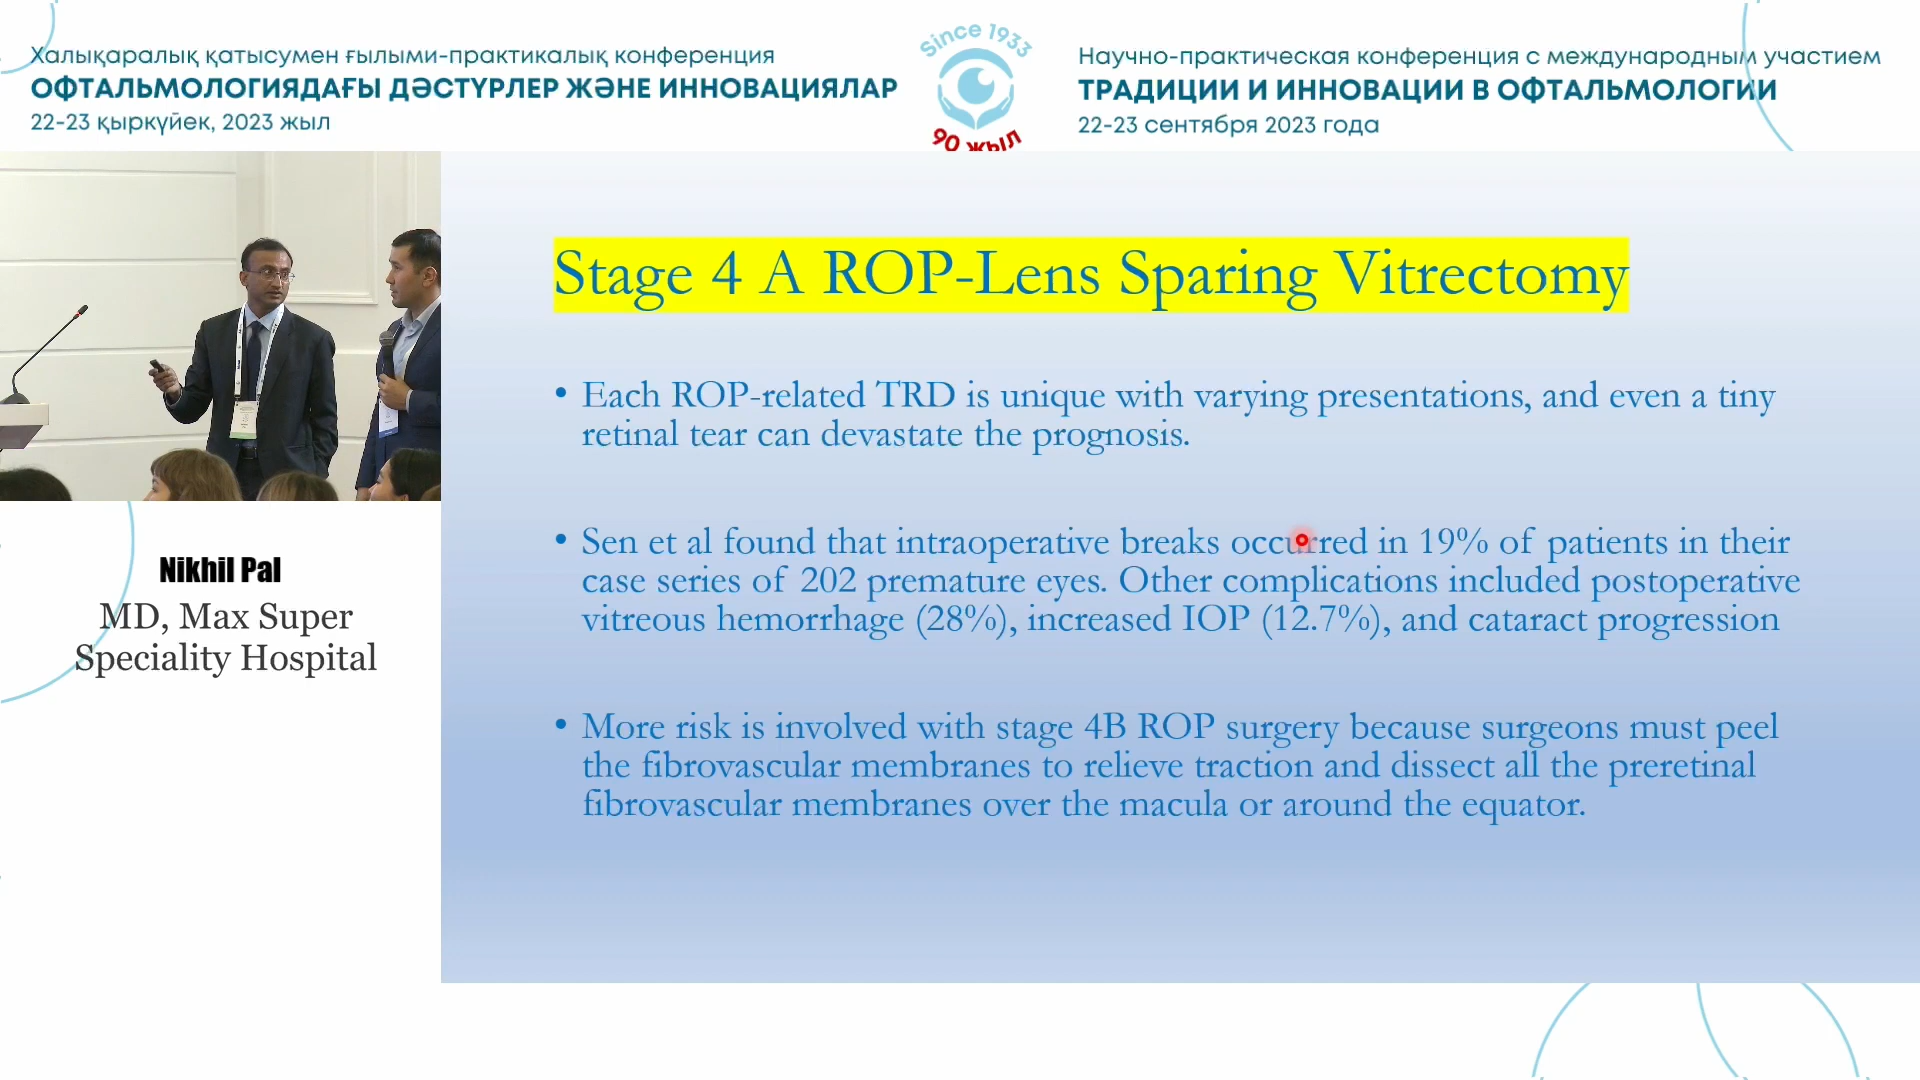 Халықаралық қатысумен ғылыми-практикалық конференция
ОФТАЛЬМОЛОГИЯДАҒЫ ДӘСТҮРЛЕР ЖӘНЕ ИННОВАЦИЯЛАР
22-23 қыркүйек, 2023 жыл
Since 1933
90 жыл
Научно-практическая конференция с международным участием
ТРАДИЦИИ И ИННОВАЦИИ В ОФТАЛЬМОЛОГИИ
22-23 сентября 2023 года
Nikhil Pal
MD, Max Super
Speciality Hospital
Stage 4 A ROP-Lens Sparing Vitrectomy
• Each ROP-related TRD is unique with varying presentations, and even a tiny
retinal tear can devastate the prognosis.
• Sen et al found that intraoperative breaks occurred in 19% of patients in their
case series of 202 premature eyes. Other complications included postoperative
vitreous hemorrhage (28%), increased IOP (12.7%), and cataract progression
• More risk is involved with stage 4B ROP surgery because surgeons must peel
the fibrovascular membranes to relieve traction and dissect all the preretinal
fibrovascular membranes over the macula or around the equator.